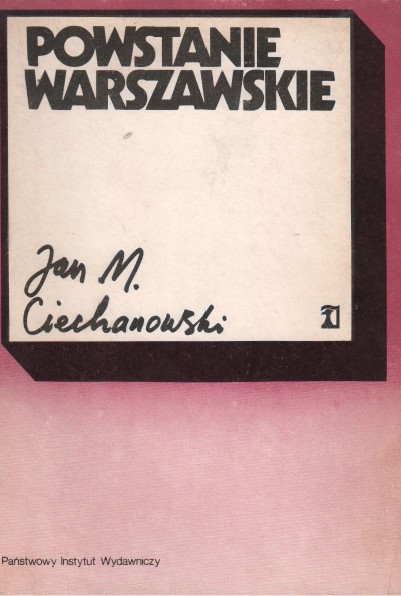 POWSTANIE
WARSZAWSKIE
Jan M.
Ciechanowski
Państwowy Instytut Wydawniczy